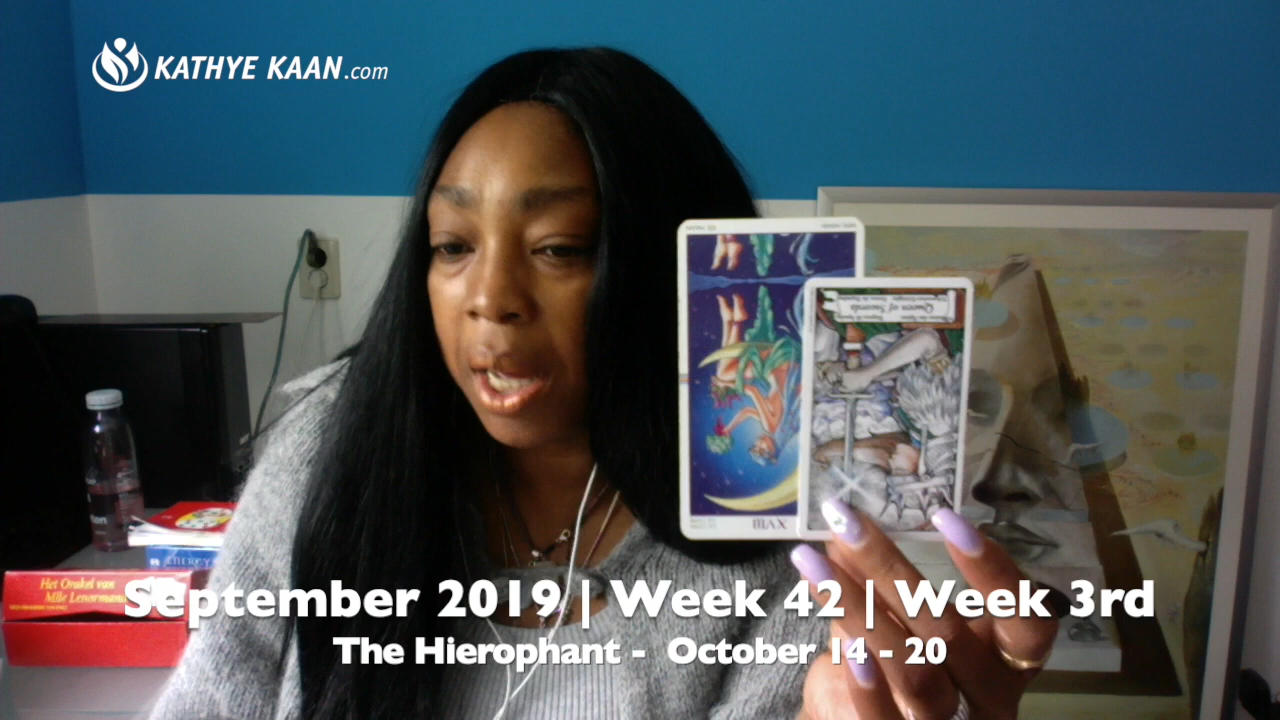 KATHYE KAAN.com
XVIII
Queen of Swords
ENERGY
Het Orakel van
Mlle Lenormand
September 2019 | Week 42 | Week 3rd
The Hierophant - October 14 - 20